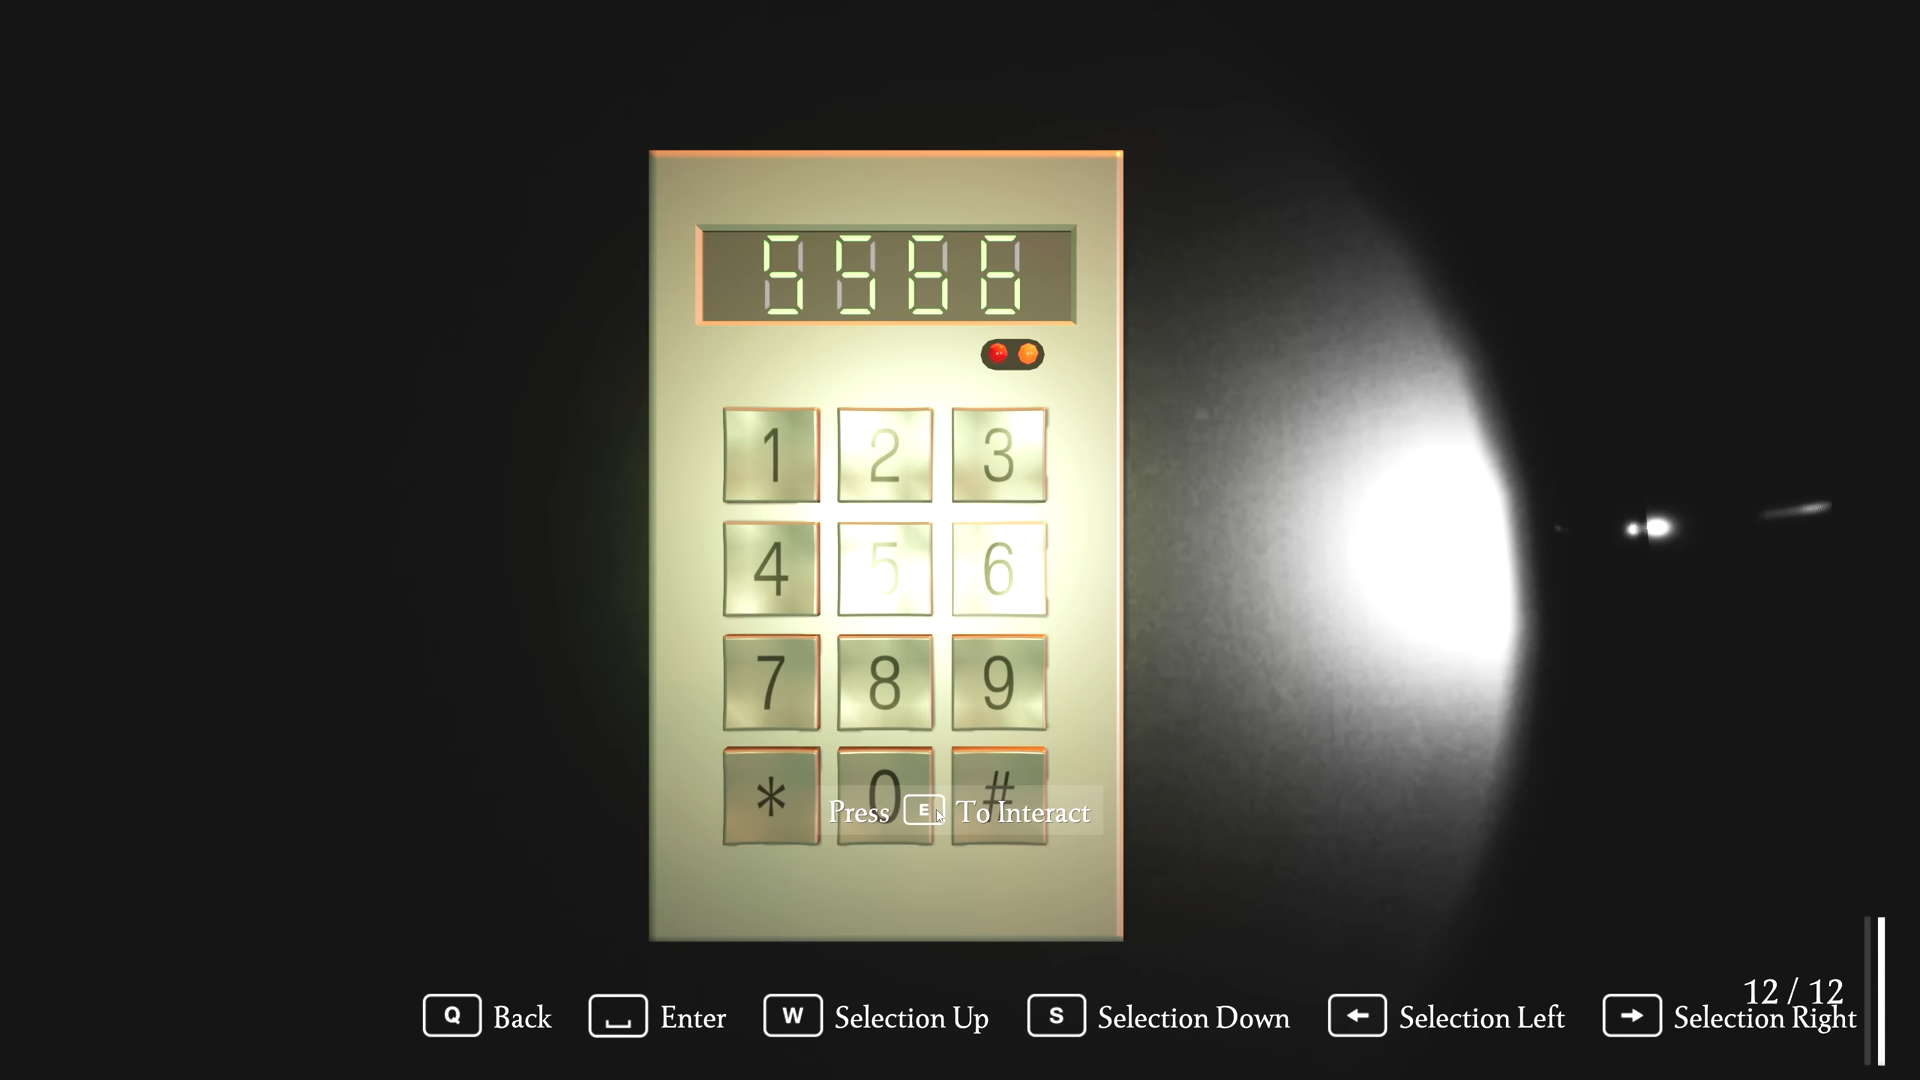 5566
1 2 3
4 5 6
7 8 9
* 0 #
Press E To Interact
12 / 12
Q Back Enter W Selection Up S Selection Down ← Selection Left → Selection Right